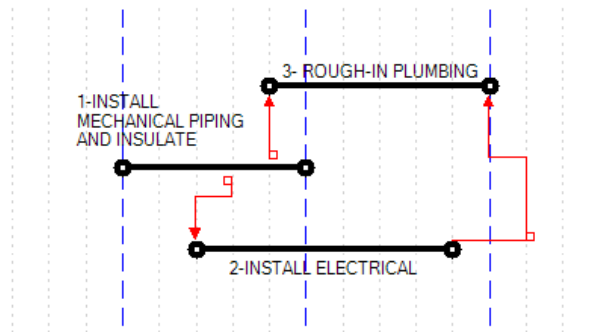 3- ROUGH-IN PLUMBING
1-INSTALL
MECHANICAL PIPING
AND INSULATE
2-INSTALL ELECTRICAL